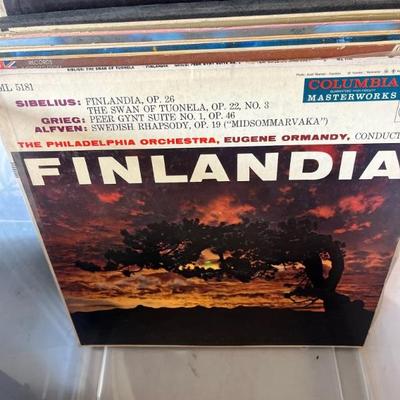 RECORDS
ML 5181
SIBELIUS: FINLANDIA, OP. 26
THE SWAN OF TUONELA, OP. 22, NO. 3
GRIEG: PEER GYNT SUITE NO. 1, OP. 46
ALFVEN: SWEDISH RHAPSODY, OP. 19 ("MIDSOMMARVAKA")
COLUMBIA
MASTERWORKS
THE PHILADELPHIA ORCHESTRA, EUGENE ORMANDY, CONDUCT
FINLANDIA